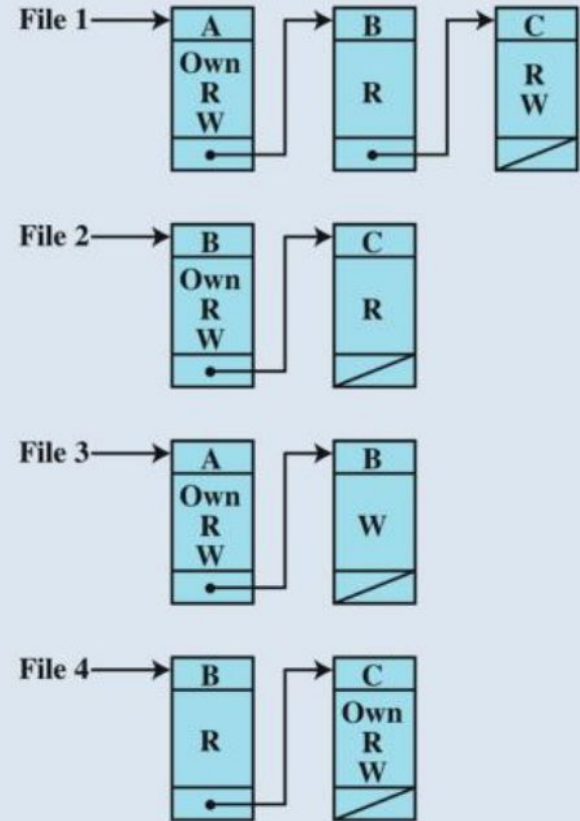 File 1 A B C
Own R R
R W
W
File 2 B C
Own R
R
W
File 3 A B
Own W
R
W
File 4 B C
R Own
R
W